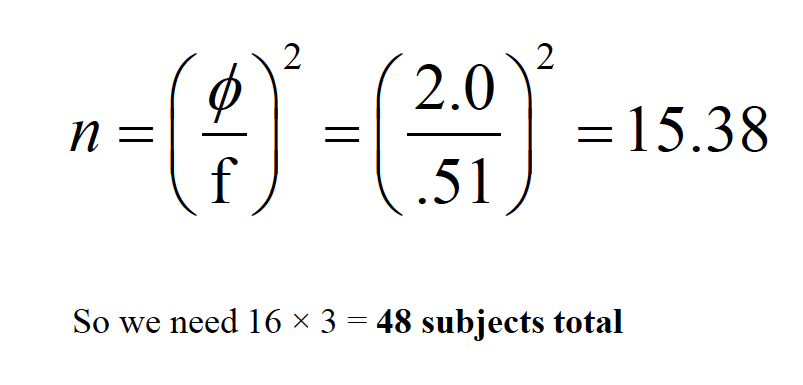 n = (ϕ/f)² = (2.0/.51)² = 15.38
So we need 16 × 3 = 48 subjects total